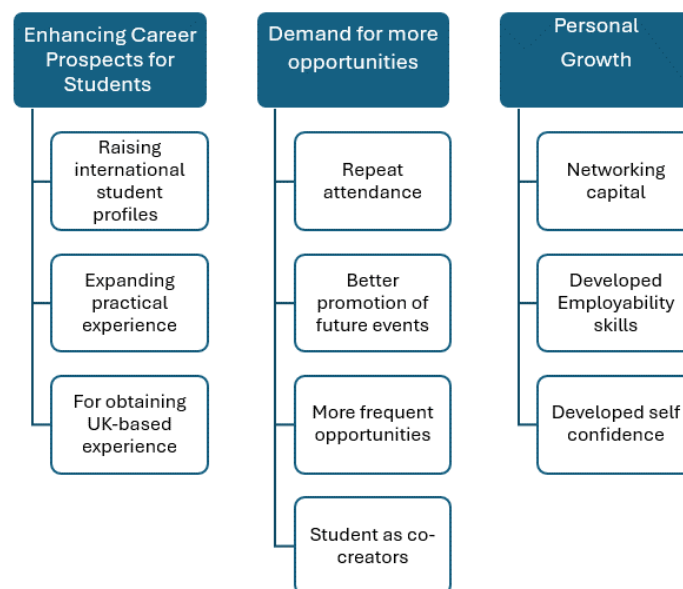 Enhancing Career
Prospects for
Students
Raising
international
student
profiles
Expanding
practical
experience
For obtaining
UK-based
experience
Demand for more
opportunities
Repeat
attendance
Better
promotion of
future events
More frequent
opportunities
Student as co-
creators
Personal
Growth
Networking
capital
Developed
Employability
skills
Developed self
confidence